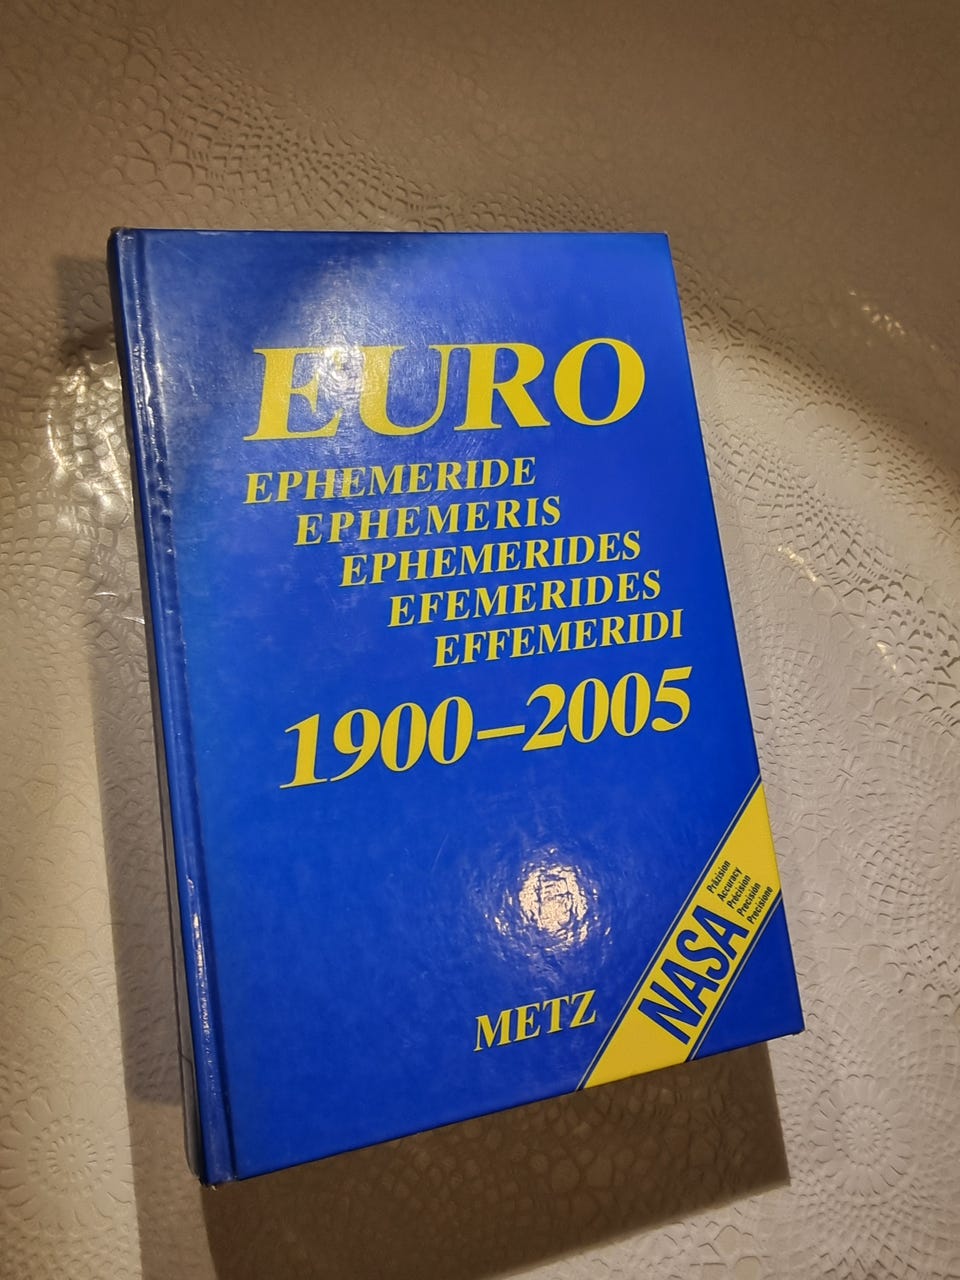 EURO
EPHEMERIDE
EPHEMERIS
EPHEMERIDES
EFEMERIDES
EFFEMERIDI
1900–2005
METZ
NASA
Präzision
Accuracy
Précision
Precisión
Precisione